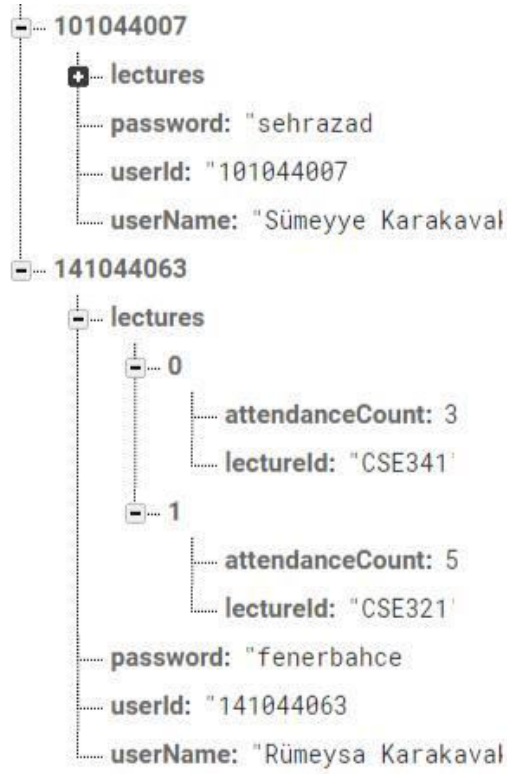 101044007
lectures
password: "sehrazad
userId: "101044007
userName: "Sümeyye Karakaval
141044063
lectures
0
attendanceCount: 3
lectureId: "CSE341"
1
attendanceCount: 5
lectureId: "CSE321"
password: "fenerbahce
userId: "141044063
userName: "Rümeysa Karakaval